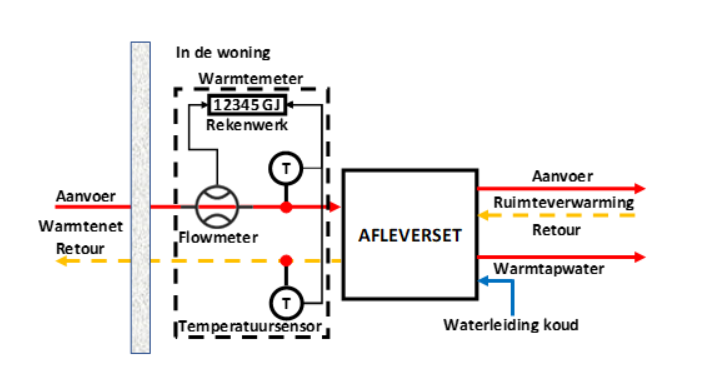 In de woning
Warmtemeter
12345 GJ
Rekenwerk
T
Aanvoer
Warmtenet
Retour
Flowmeter
T
Temperatuursensor
AFLEVERSET
Aanvoer
Ruimteverwarming
Retour
Warmtapwater
Waterleiding koud